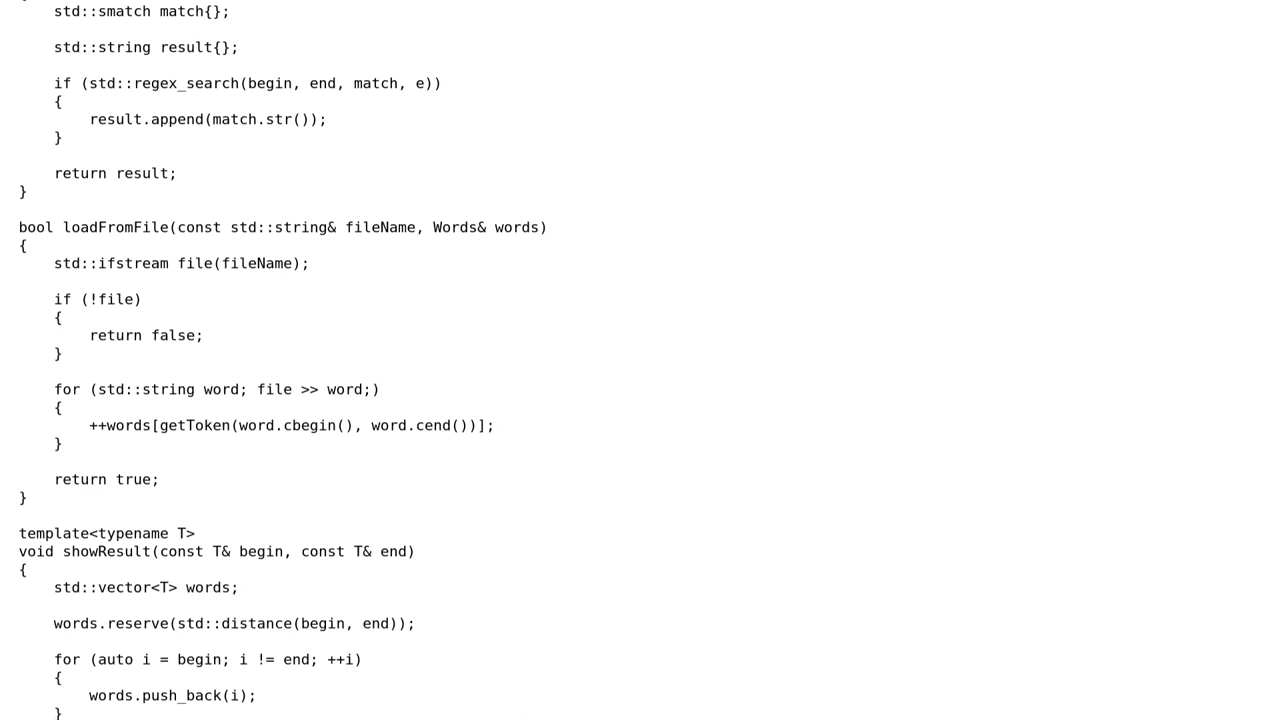 std::smatch match{};

    std::string result{};

    if (std::regex_search(begin, end, match, e))
    {
        result.append(match.str());
    }

    return result;
}

bool loadFromFile(const std::string& fileName, Words& words)
{
    std::ifstream file(fileName);

    if (!file)
    {
        return false;
    }

    for (std::string word; file >> word;)
    {
        ++words[getToken(word.cbegin(), word.cend())];
    }

    return true;
}

template<typename T>
void showResult(const T& begin, const T& end)
{
    std::vector<T> words;

    words.reserve(std::distance(begin, end));

    for (auto i = begin; i != end; ++i)
    {
        words.push_back(i);
    }